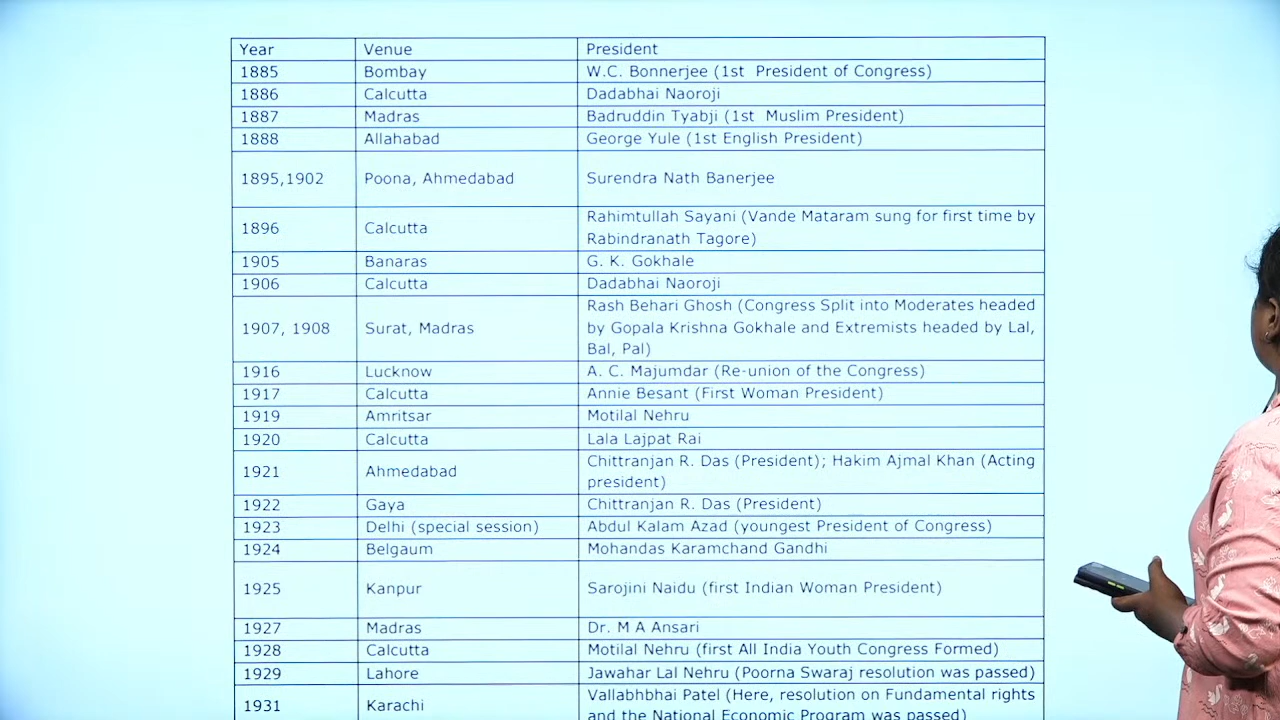 Year Venue President
1885 Bombay W.C. Bonnerjee (1st President of Congress)
1886 Calcutta Dadabhai Naoroji
1887 Madras Badruddin Tyabji (1st Muslim President)
1888 Allahabad George Yule (1st English President)
1895,1902 Poona, Ahmedabad Surendra Nath Banerjee
1896 Calcutta Rahimtullah Sayani (Vande Mataram sung for first time by
Rabindranath Tagore)
1905 Banaras G. K. Gokhale
1906 Calcutta Dadabhai Naoroji
1907, 1908 Surat, Madras Rash Behari Ghosh (Congress Split into Moderates headed
by Gopala Krishna Gokhale and Extremists headed by Lal,
Bal, Pal)
1916 Lucknow A. C. Majumdar (Re-union of the Congress)
1917 Calcutta Annie Besant (First Woman President)
1919 Amritsar Motilal Nehru
1920 Calcutta Lala Lajpat Rai
1921 Ahmedabad Chittranjan R. Das (President); Hakim Ajmal Khan (Acting
president)
1922 Gaya Chittranjan R. Das (President)
1923 Delhi (special session) Abdul Kalam Azad (youngest President of Congress)
1924 Belgaum Mohandas Karamchand Gandhi
1925 Kanpur Sarojini Naidu (first Indian Woman President)
1927 Madras Dr. M A Ansari
1928 Calcutta Motilal Nehru (first All India Youth Congress Formed)
1929 Lahore Jawahar Lal Nehru (Poorna Swaraj resolution was passed)
1931 Karachi Vallabhbhai Patel (Here, resolution on Fundamental rights
and the National Economic Program was passed)